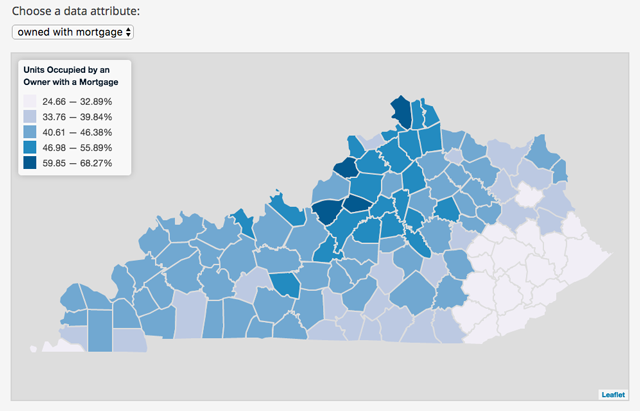 Choose a data attribute:
owned with mortgage
Units Occupied by an
Owner with a Mortgage
24.66 — 32.89%
33.76 — 39.84%
40.61 — 46.38%
46.98 — 55.89%
59.85 — 68.27%
Leaflet